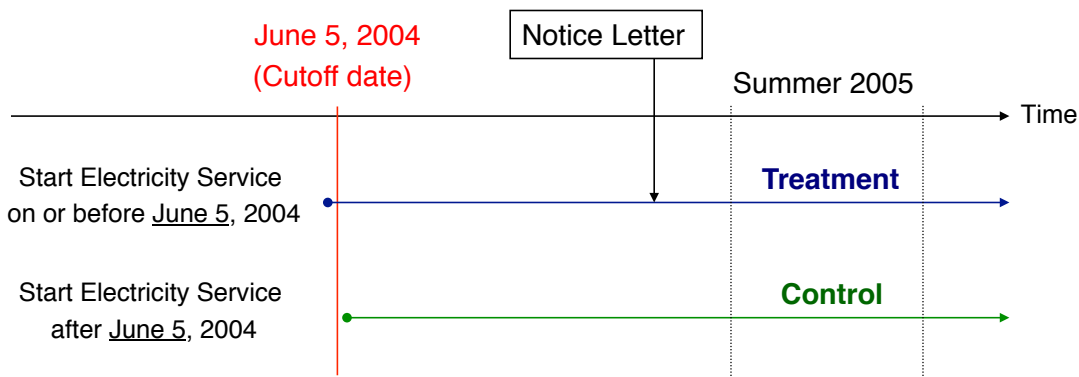 June 5, 2004
(Cutoff date)
Notice Letter
Summer 2005
Time
Start Electricity Service
on or before June 5, 2004
Treatment
Start Electricity Service
after June 5, 2004
Control